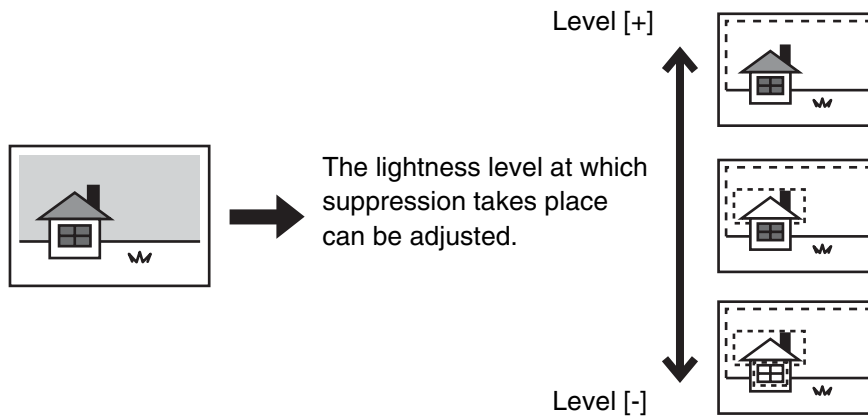 Level [+]
The lightness level at which
suppression takes place
can be adjusted.
Level [-]